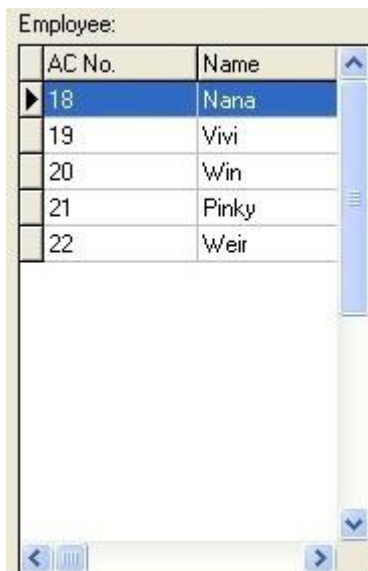 Employee:
AC No. Name
18 Nana
19 Vivi
20 Win
21 Pinky
22 Weir